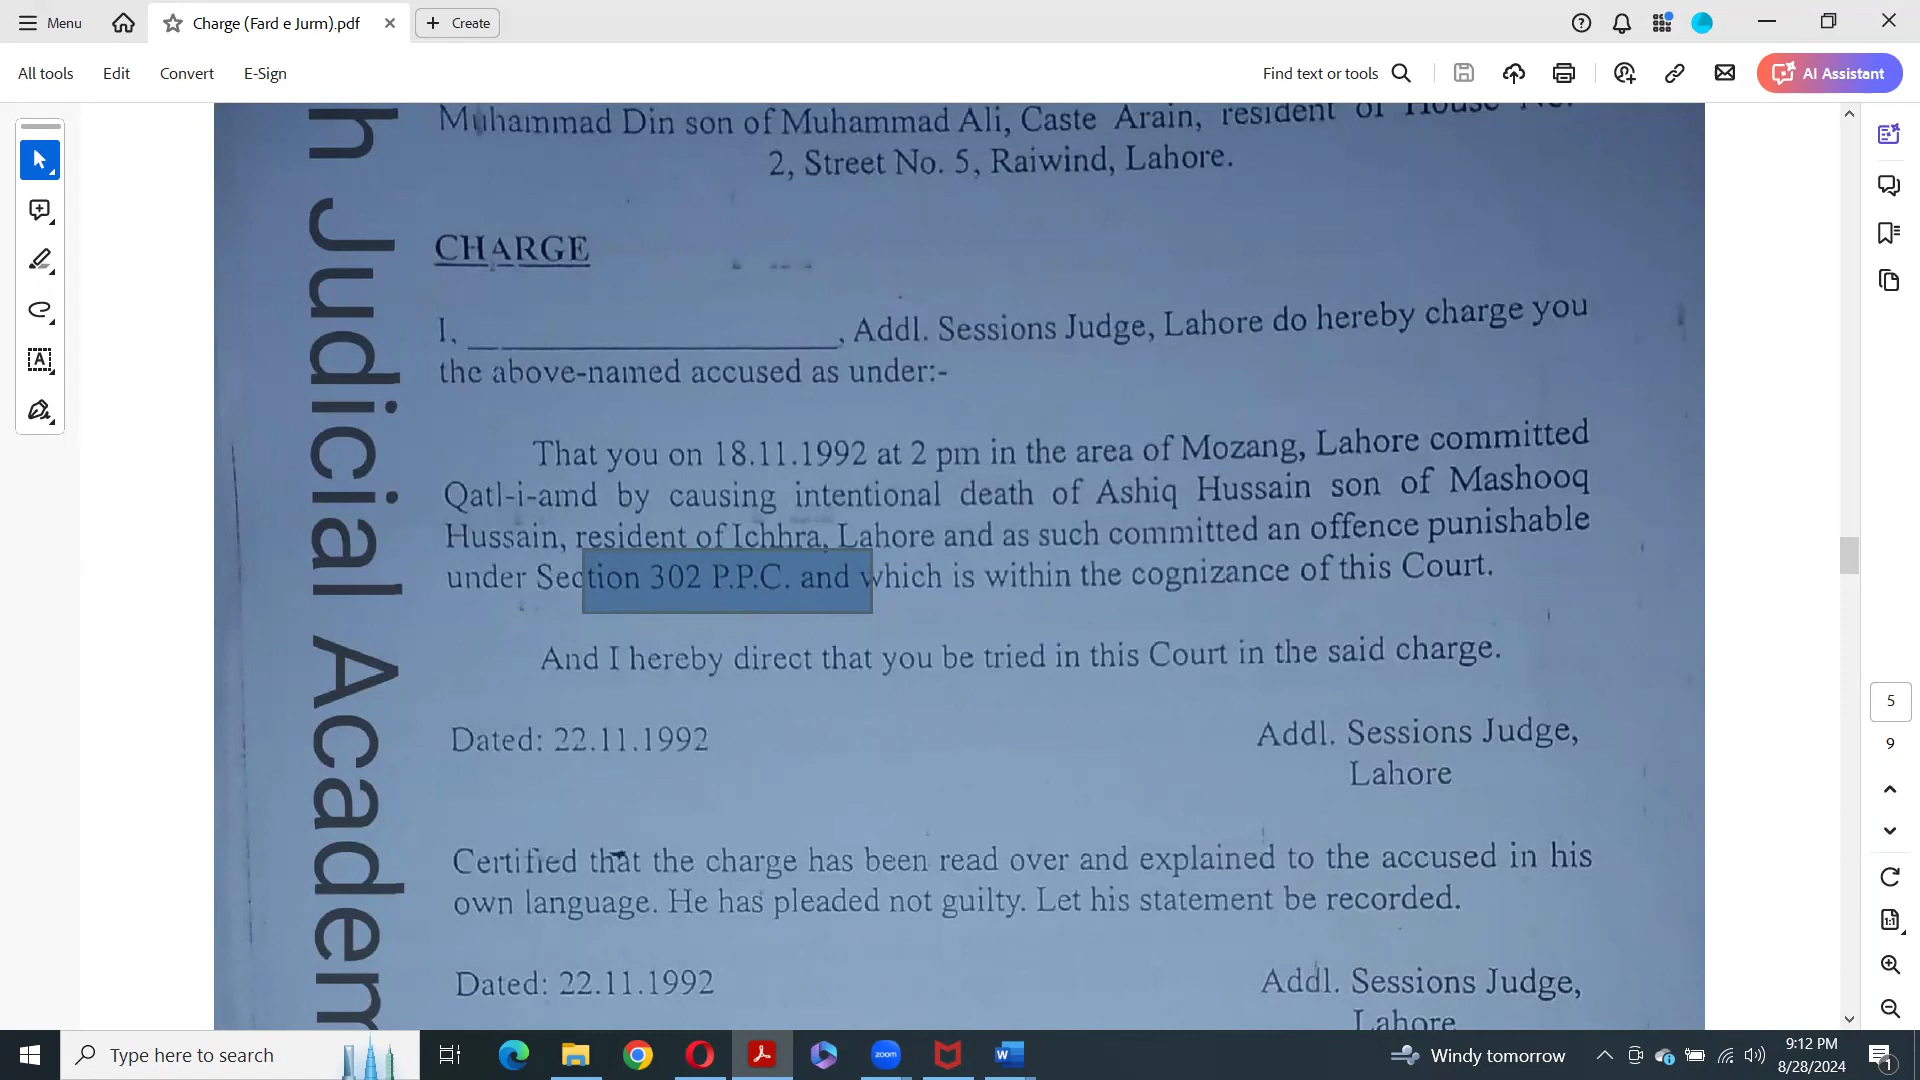 Menu
Charge (Fard e Jurm).pdf
Create
All tools
Edit
Convert
E-Sign
Find text or tools
AI Assistant
Muhammad Din son of Muhammad Ali, Caste Arain, resident of House No.
2, Street No. 5, Raiwind, Lahore.
CHARGE
I, ____________________, Addl. Sessions Judge, Lahore do hereby charge you
the above-named accused as under:-
That you on 18.11.1992 at 2 pm in the area of Mozang, Lahore committed
Qatl-i-amd by causing intentional death of Ashiq Hussain son of Mashooq
Hussain, resident of Ichhra, Lahore and as such committed an offence punishable
under Section 302 P.P.C. and which is within the cognizance of this Court.
And I hereby direct that you be tried in this Court in the said charge.
Dated: 22.11.1992
Addl. Sessions Judge,
Lahore
Certified that the charge has been read over and explained to the accused in his
own language. He has pleaded not guilty. Let his statement be recorded.
Dated: 22.11.1992
Addl. Sessions Judge,
Lahore
h Judicial Academ
5
9
1:1
Type here to search
zoom
Windy tomorrow
9:12 PM
8/28/2024
1